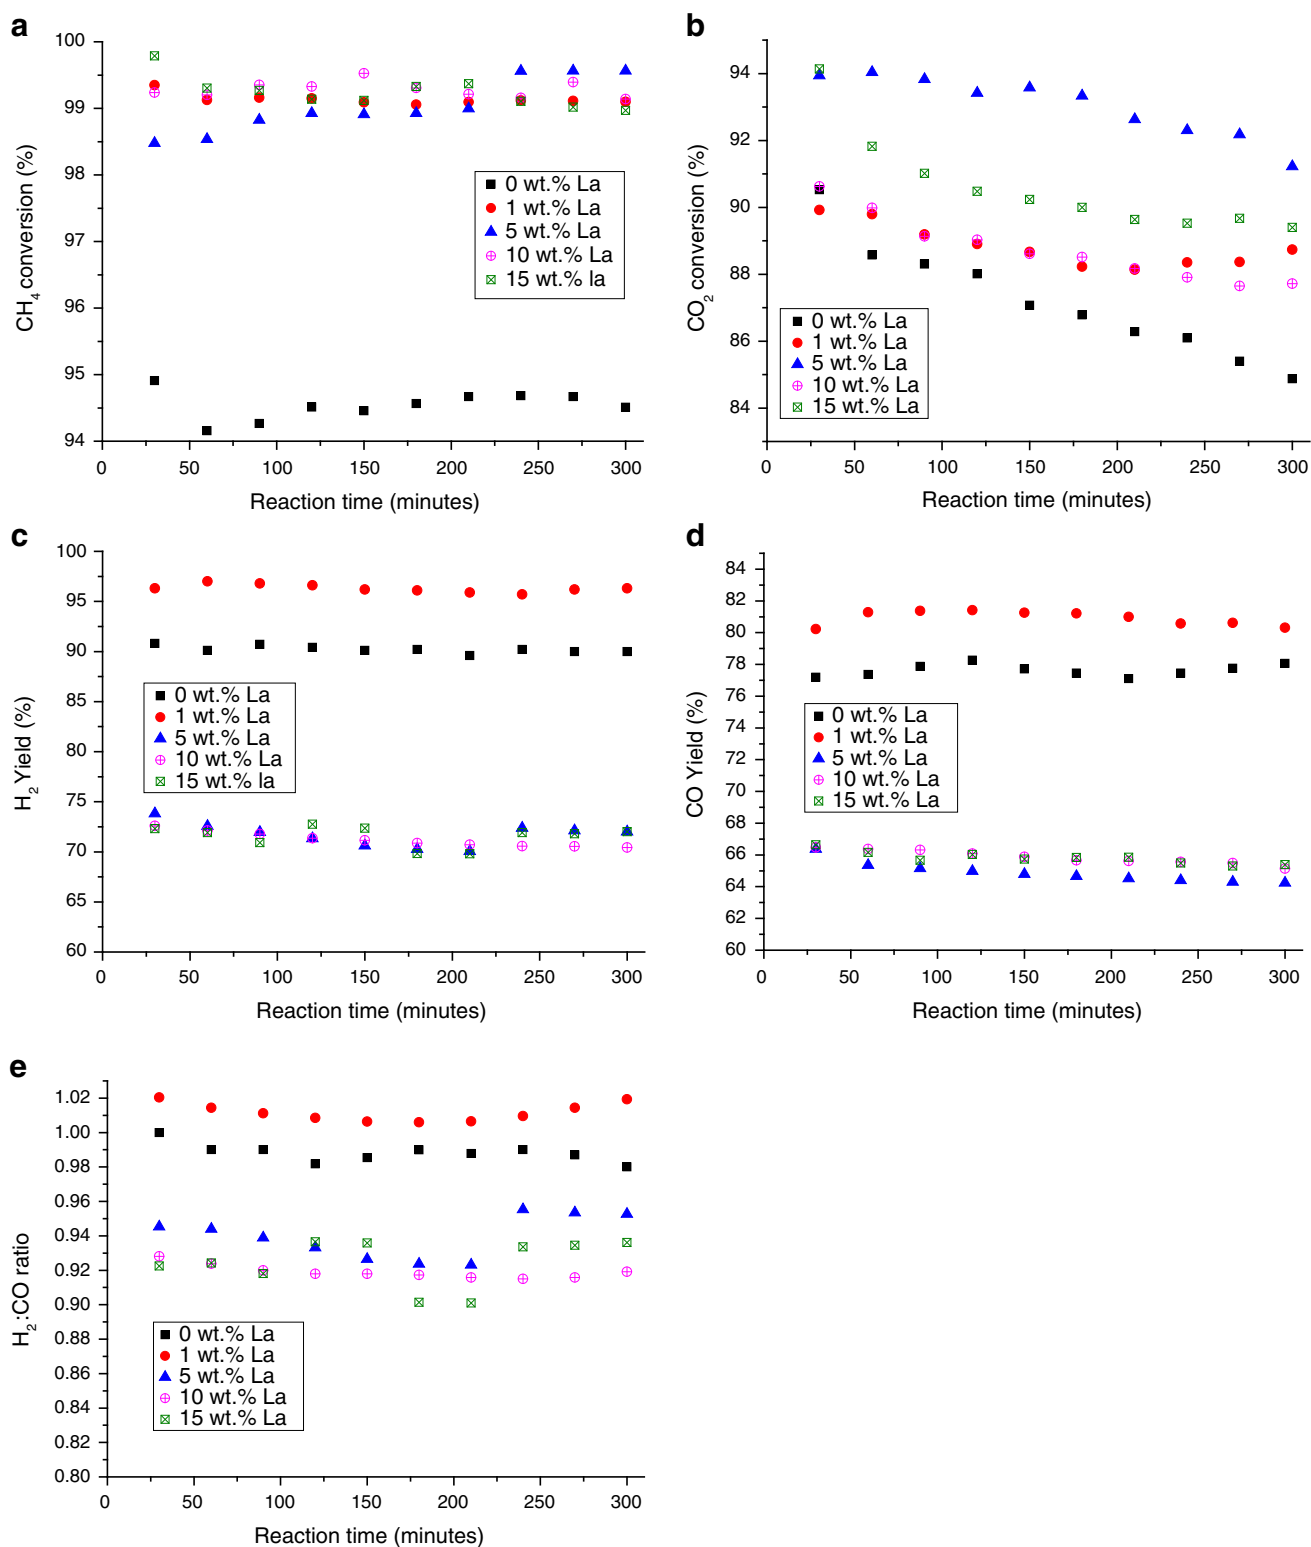 a
100
99
98
97
96
95
94
CH4 conversion (%)
0 wt.% La
1 wt.% La
5 wt.% La
10 wt.% La
15 wt.% la
0 50 100 150 200 250 300
Reaction time (minutes)
b
94
92
90
88
86
84
CO2 conversion (%)
0 wt.% La
1 wt.% La
5 wt.% La
10 wt.% La
15 wt.% La
0 50 100 150 200 250 300
Reaction time (minutes)
c
100
95
90
85
80
75
70
65
60
H2 Yield (%)
0 wt.% La
1 wt.% La
5 wt.% La
10 wt.% La
15 wt.% la
0 50 100 150 200 250 300
Reaction time (minutes)
d
84
82
80
78
76
74
72
70
68
66
64
62
60
CO Yield (%)
0 wt.% La
1 wt.% La
5 wt.% La
10 wt.% La
15 wt.% La
0 50 100 150 200 250 300
Reaction time (minutes)
e
1.02
1.00
0.98
0.96
0.94
0.92
0.90
0.88
0.86
0.84
0.82
0.80
H2:CO ratio
0 wt.% La
1 wt.% La
5 wt.% La
10 wt.% La
15 wt.% La
0 50 100 150 200 250 300
Reaction time (minutes)